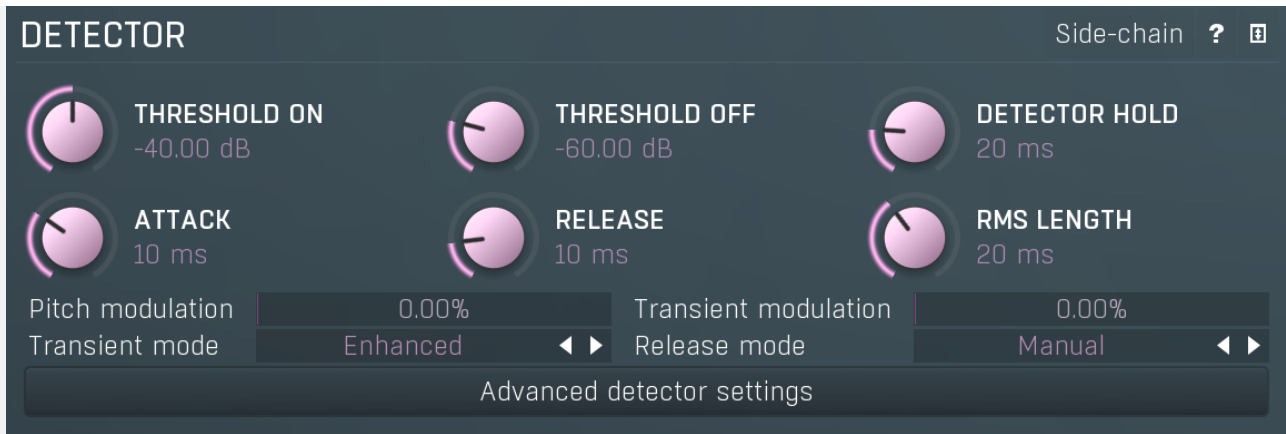 DETECTOR Side-chain ?
THRESHOLD ON THRESHOLD OFF DETECTOR HOLD
-40.00 dB -60.00 dB 20 ms
ATTACK RELEASE RMS LENGTH
10 ms 10 ms 20 ms
Pitch modulation 0.00% Transient modulation 0.00%
Transient mode Enhanced Release mode Manual
Advanced detector settings